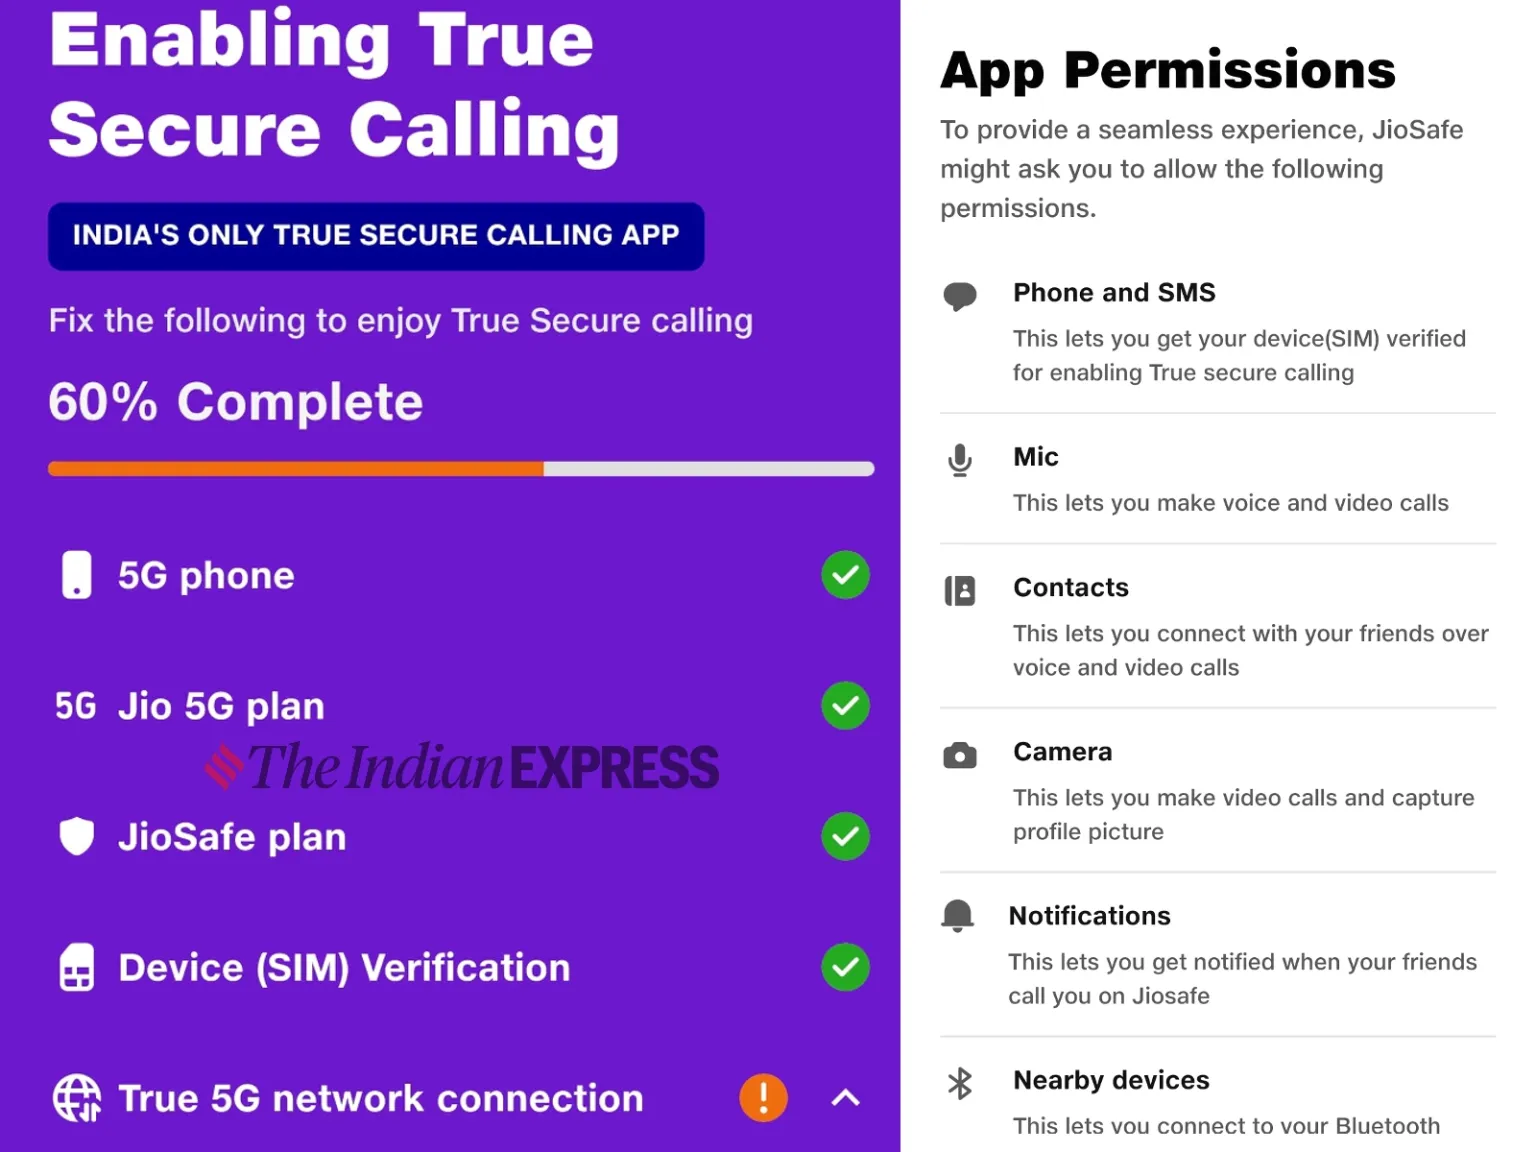 Enabling True
Secure Calling
INDIA'S ONLY TRUE SECURE CALLING APP
Fix the following to enjoy True Secure calling
60% Complete
5G phone
5G Jio 5G plan
The Indian EXPRESS
JioSafe plan
Device (SIM) Verification
True 5G network connection
App Permissions
To provide a seamless experience, JioSafe
might ask you to allow the following
permissions.
Phone and SMS
This lets you get your device(SIM) verified
for enabling True secure calling
Mic
This lets you make voice and video calls
Contacts
This lets you connect with your friends over
voice and video calls
Camera
This lets you make video calls and capture
profile picture
Notifications
This lets you get notified when your friends
call you on Jiosafe
Nearby devices
This lets you connect to your Bluetooth